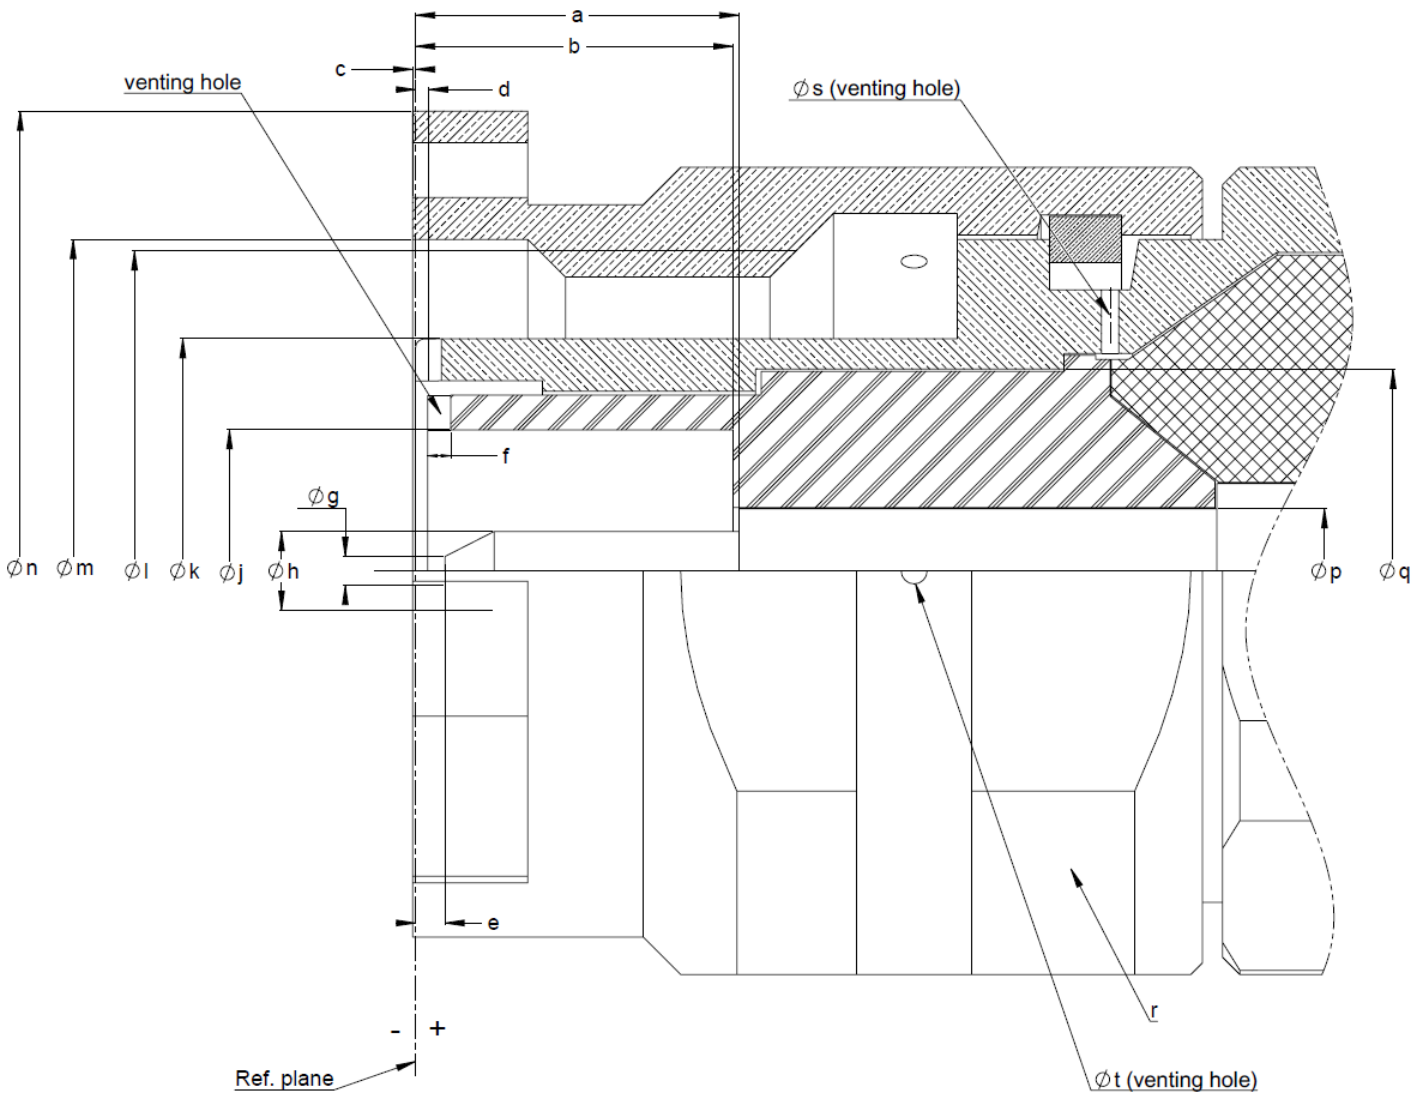 a
b
c
d
venting hole
∅s (venting hole)
f
∅g
∅n
∅m
∅l
∅k
∅j
∅h
∅p
∅q
e
r
- +
Ref. plane
∅t (venting hole)